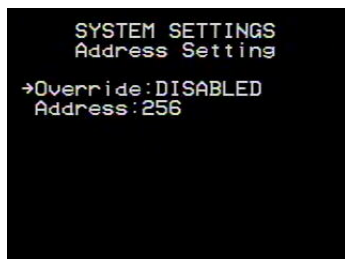 SYSTEM SETTINGS
Address Setting
→Override:DISABLED
Address:256